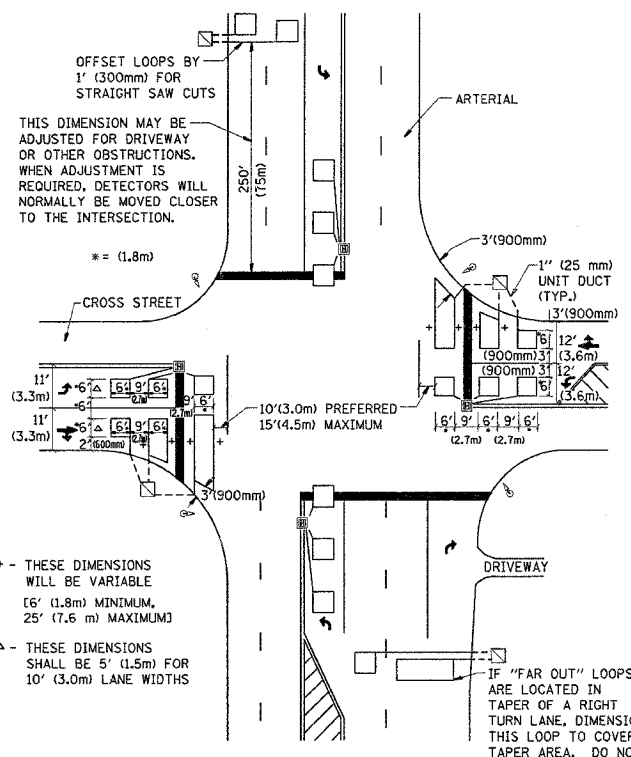 OFFSET LOOPS BY
1' (300mm) FOR
STRAIGHT SAW CUTS
ARTERIAL
THIS DIMENSION MAY BE
ADJUSTED FOR DRIVEWAY
OR OTHER OBSTRUCTIONS.
WHEN ADJUSTMENT IS
REQUIRED, DETECTORS WILL
NORMALLY BE MOVED CLOSER
TO THE INTERSECTION.
250'
(75m)
* = (1.8m)
3'(900mm)
1" (25 mm)
UNIT DUCT
(TYP.)
CROSS STREET
3'(900mm)
*6'
12'
(3.6m)
(900mm) 3'
(900mm) 3'
12'
*6'
(3.6m)
6' 9' 6' 9' 6'
* * *
(2.7m) (2.7m)
11'
(3.3m)
*6' △ 6' 9' 6' 9' 6'
(2.7m) (2.7m) *
*6'
11'
(3.3m)
*6' △ 6' 9' 6'
(2.7m)
2' (600mm)
10'(3.0m) PREFERRED
15'(4.5m) MAXIMUM
3'(900mm)
+ - THESE DIMENSIONS
WILL BE VARIABLE
[6' (1.8m) MINIMUM,
25' (7.6 m) MAXIMUM]
△ - THESE DIMENSIONS
SHALL BE 5' (1.5m) FOR
10' (3.0m) LANE WIDTHS
DRIVEWAY
IF "FAR OUT" LOOPS
ARE LOCATED IN
TAPER OF A RIGHT
TURN LANE, DIMENSIO
THIS LOOP TO COVER
TAPER AREA. DO NO